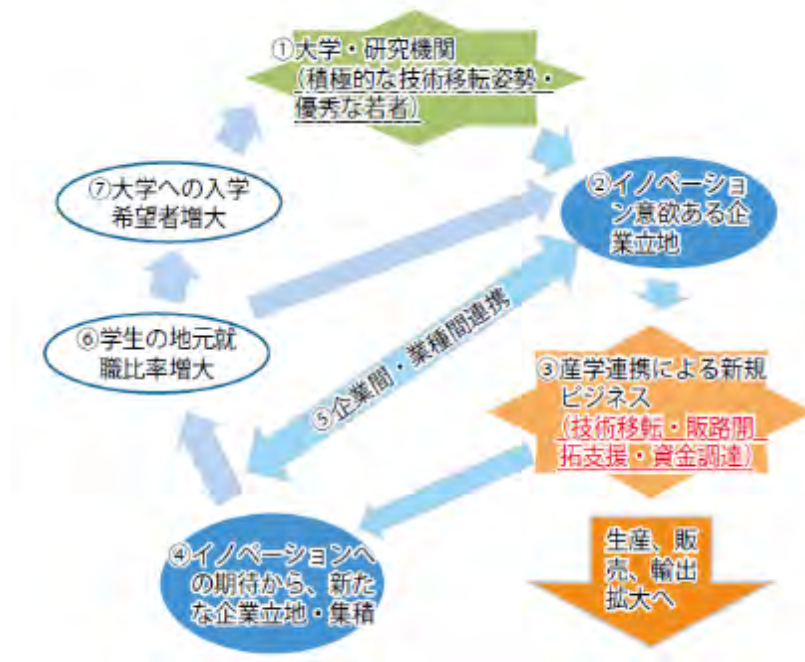 ①大学・研究機関
(積極的な技術移転姿勢・
優秀な若者)
②イノベーショ
ン意欲ある企
業立地
③産学連携による新規
ビジネス
(技術移転・販路開
拓支援・資金調達)
生産、販
売、輸出
拡大へ
④イノベーションへ
の期待から、新た
な企業立地・集積
⑤企業間・業種間連携
⑥学生の地元就
職比率増大
⑦大学への入学
希望者増大